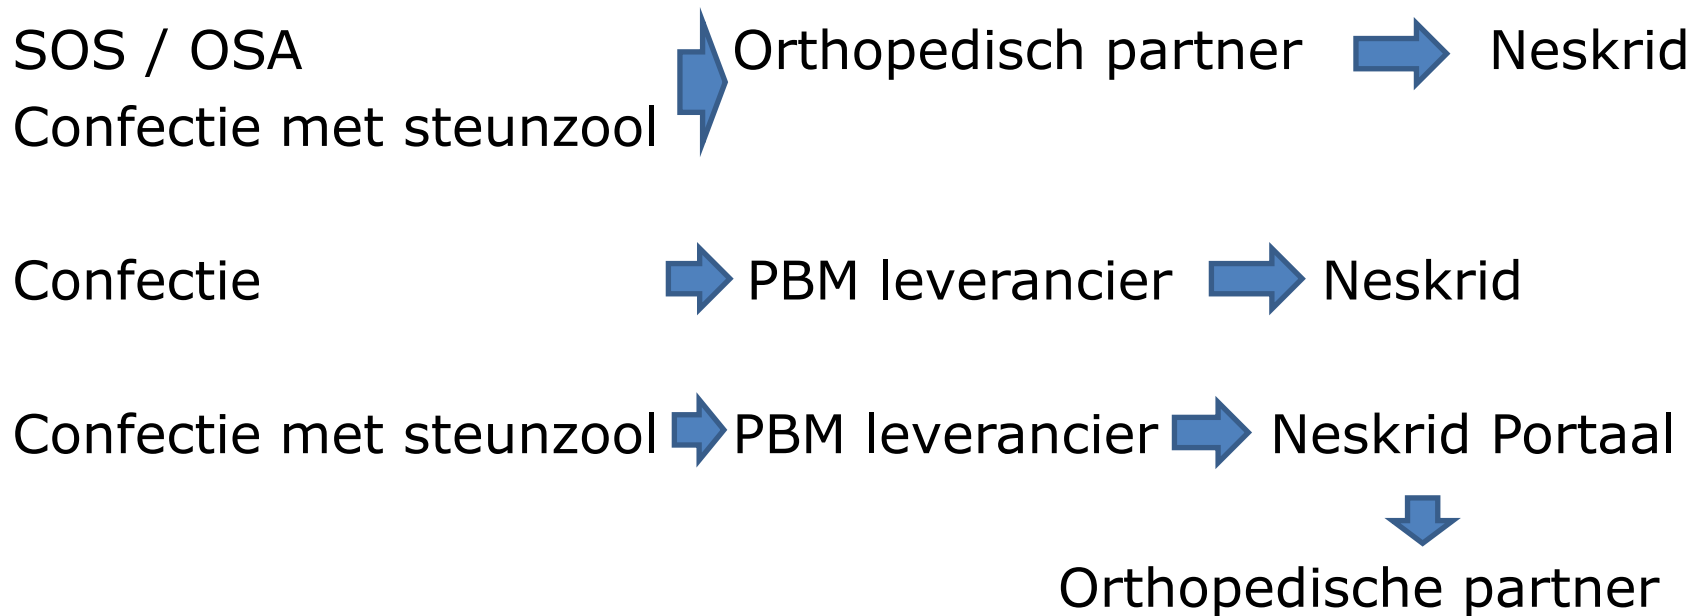 SOS / OSA Orthopedisch partner Neskrid
Confectie met steunzool
Confectie PBM leverancier Neskrid
Confectie met steunzool PBM leverancier Neskrid Portaal
Orthopedische partner